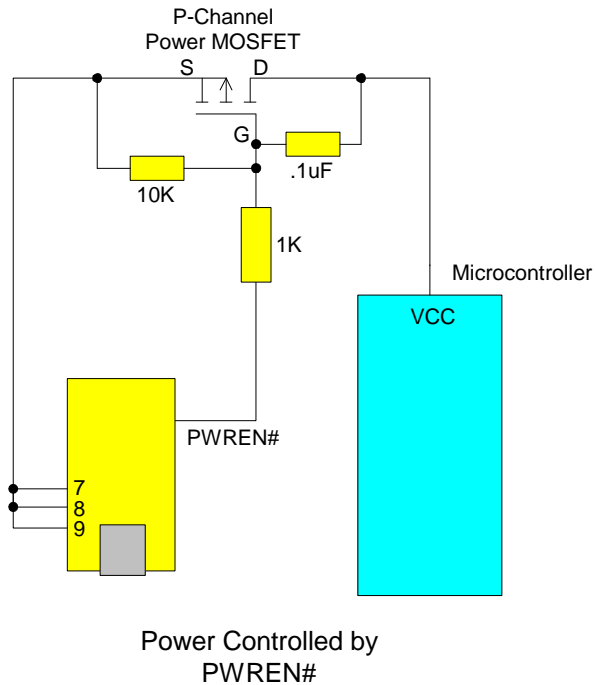 P-Channel
Power MOSFET
S
D
G
.1uF
10K
1K
Microcontroller
VCC
PWREN#
7
8
9
Power Controlled by
PWREN#